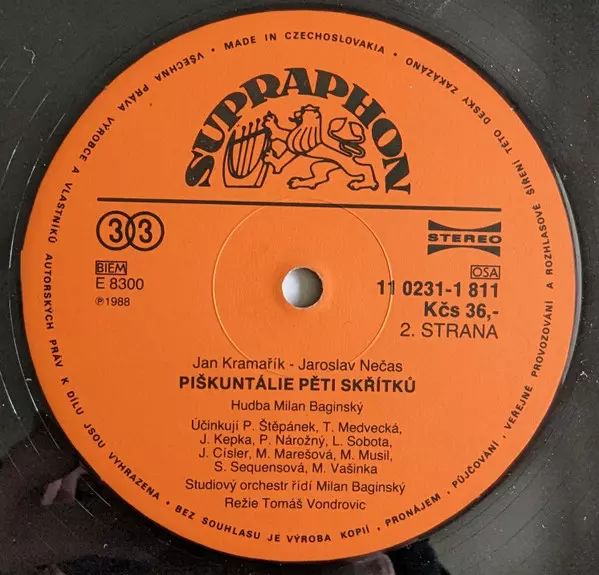 VŠECHNA PRÁVA VÝROBCE A VLASTNÍKŮ AUTORSKÝCH PRÁV K DÍLU JSOU VYHRAZENA • BEZ SOUHLASU JE VÝROBA KOPIÍ, PRONÁJEM, PŮJČOVÁNÍ, VEŘEJNÉ PROVOZOVÁNÍ A ROZHLASOVÉ ŠÍŘENÍ TÉTO DESKY ZAKÁZÁNO • MADE IN CZECHOSLOVAKIA •
SUPRAPHON
33
STEREO
BIEM
E 8300
℗1988
OSA
11 0231-1 811
Kčs 36,-
2. STRANA
Jan Kramařík - Jaroslav Nečas
PIŠKUNTÁLIE PĚTI SKŘÍTKŮ
Hudba Milan Baginský
Účinkují P. Štěpánek, T. Medvecká,
J. Kepka, P. Nárožný, L. Sobota,
J. Císler, M. Marešová, M. Musil,
S. Sequensová, M. Vašinka
Studiový orchestr řídí Milan Baginský
Režie Tomáš Vondrovic